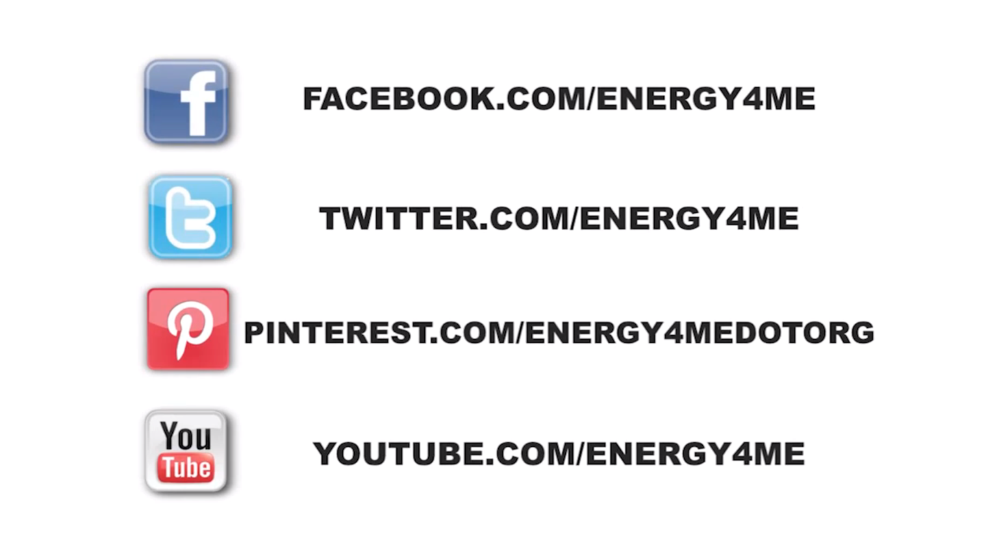 FACEBOOK.COM/ENERGY4ME
TWITTER.COM/ENERGY4ME
PINTEREST.COM/ENERGY4MEDOTORG
You
Tube
YOUTUBE.COM/ENERGY4ME